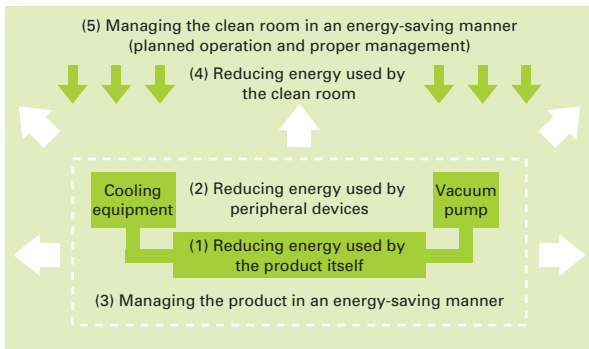 (5) Managing the clean room in an energy-saving manner
(planned operation and proper management)
(4) Reducing energy used by
the clean room
Cooling
equipment
(2) Reducing energy used by
peripheral devices
Vacuum
pump
(1) Reducing energy used by
the product itself
(3) Managing the product in an energy-saving manner